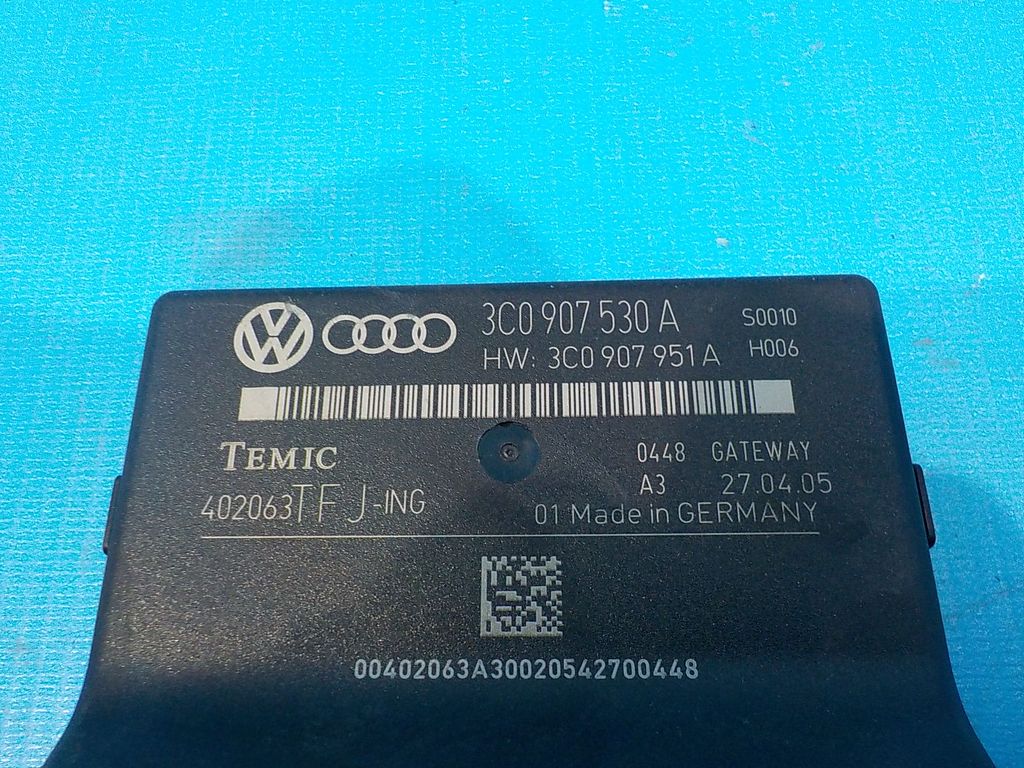 3C0 907 530 A S0010
HW: 3C0 907 951 A H006
TEMIC 0448 GATEWAY
A3 27.04.05
402063TFJ-ING 01 Made in GERMANY
00402063A30020542700448